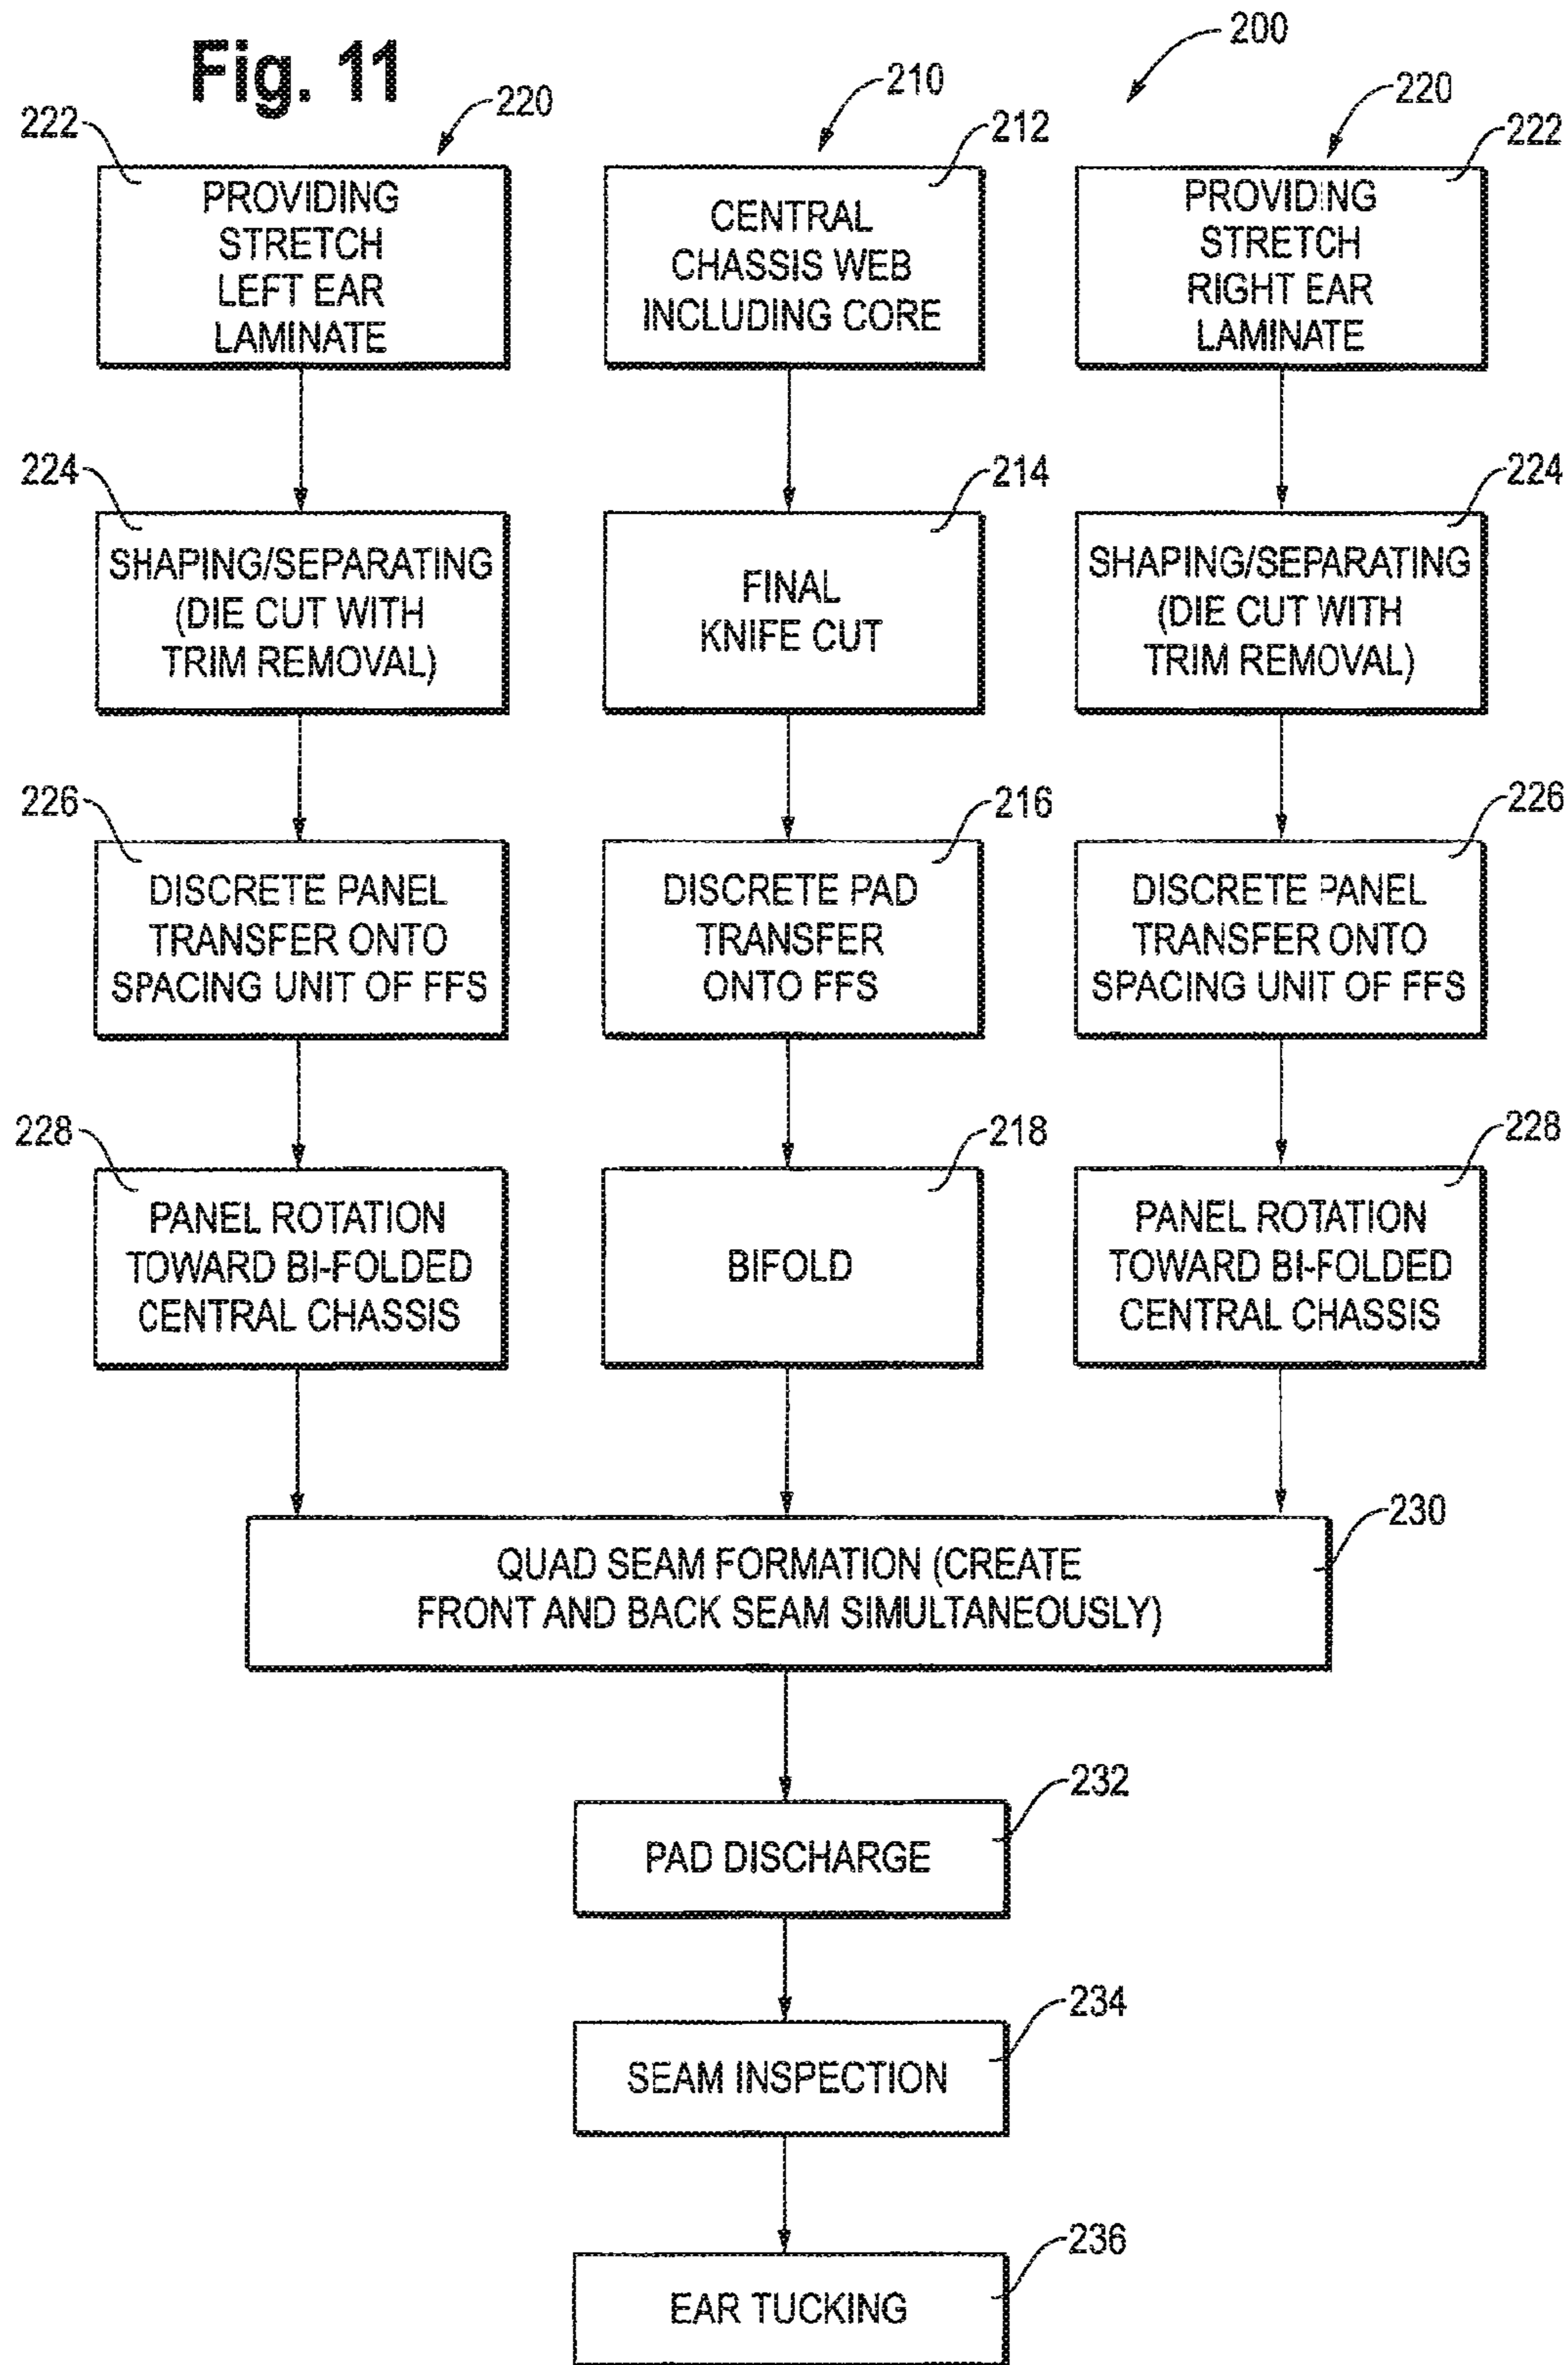 Fig. 11
200
220
210
220
222
212
222
PROVIDING
STRETCH
LEFT EAR
LAMINATE
CENTRAL
CHASSIS WEB
INCLUDING CORE
PROVIDING
STRETCH
RIGHT EAR
LAMINATE
224
214
224
SHAPING/SEPARATING
(DIE CUT WITH
TRIM REMOVAL)
FINAL
KNIFE CUT
SHAPING/SEPARATING
(DIE CUT WITH
TRIM REMOVAL)
226
216
226
DISCRETE PANEL
TRANSFER ONTO
SPACING UNIT OF FFS
DISCRETE PAD
TRANSFER
ONTO FFS
DISCRETE PANEL
TRANSFER ONTO
SPACING UNIT OF FFS
228
218
228
PANEL ROTATION
TOWARD BI-FOLDED
CENTRAL CHASSIS
BIFOLD
PANEL ROTATION
TOWARD BI-FOLDED
CENTRAL CHASSIS
230
QUAD SEAM FORMATION (CREATE
FRONT AND BACK SEAM SIMULTANEOUSLY)
232
PAD DISCHARGE
234
SEAM INSPECTION
236
EAR TUCKING